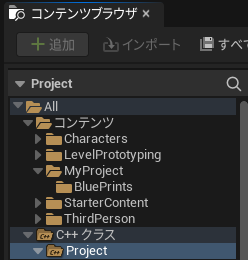 コンテンツブラウザ ×
追加 インポート すべ
Project
All
コンテンツ
Characters
LevelPrototyping
MyProject
BluePrints
StarterContent
ThirdPerson
C++ クラス
Project